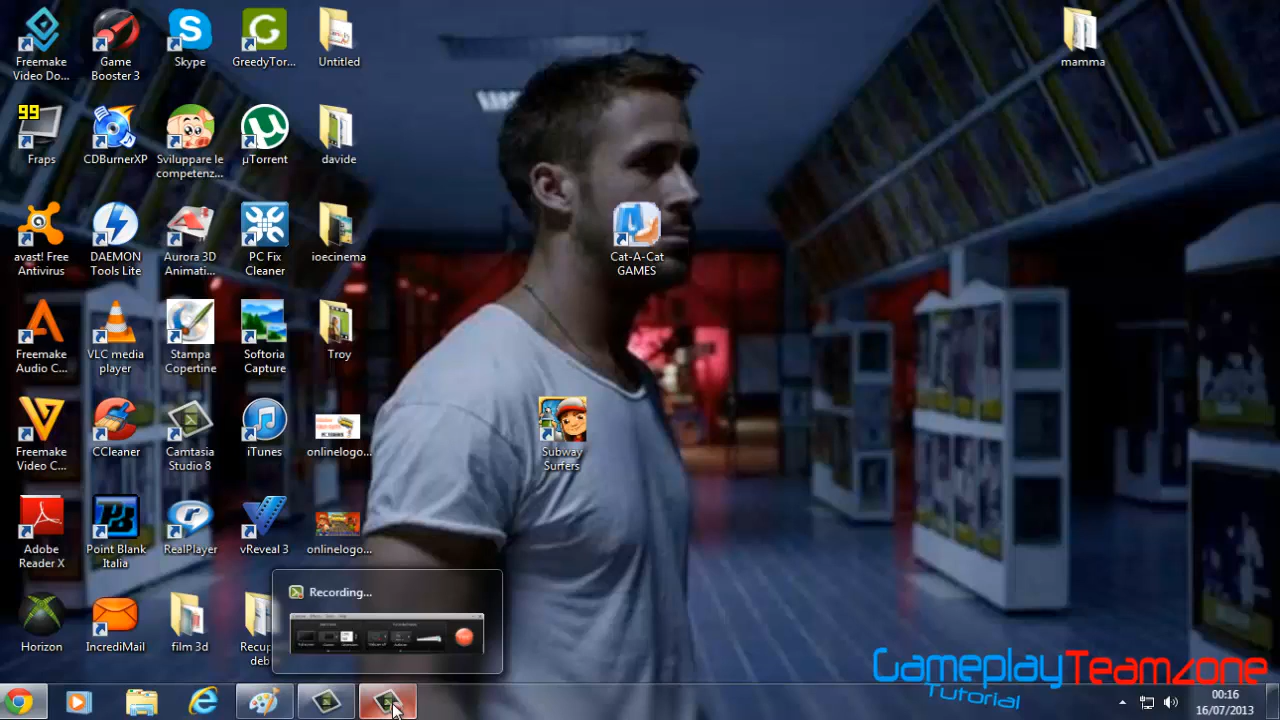 Freemake
Video Do...
Game
Booster 3
Skype
GreedyTor...
Untitled
mamma
99
Fraps
CDBurnerXP
Sviluppare le
competenz...
µTorrent
davide
avast! Free
Antivirus
DAEMON
Tools Lite
Aurora 3D
Animati...
PC Fix
Cleaner
ioecinema
Cat-A-Cat
GAMES
Freemake
Audio C...
VLC media
player
Stampa
Copertine
Softoria
Capture
Troy
Freemake
Video C...
CCleaner
Camtasia
Studio 8
iTunes
onlinelogo...
Subway
Surfers
Adobe
Reader X
Point Blank
Italia
RealPlayer
vReveal 3
onlinelogo...
Recording...
Horizon
IncrediMail
film 3d
GameplayTeamzone
Tutorial
00:16
16/07/2013